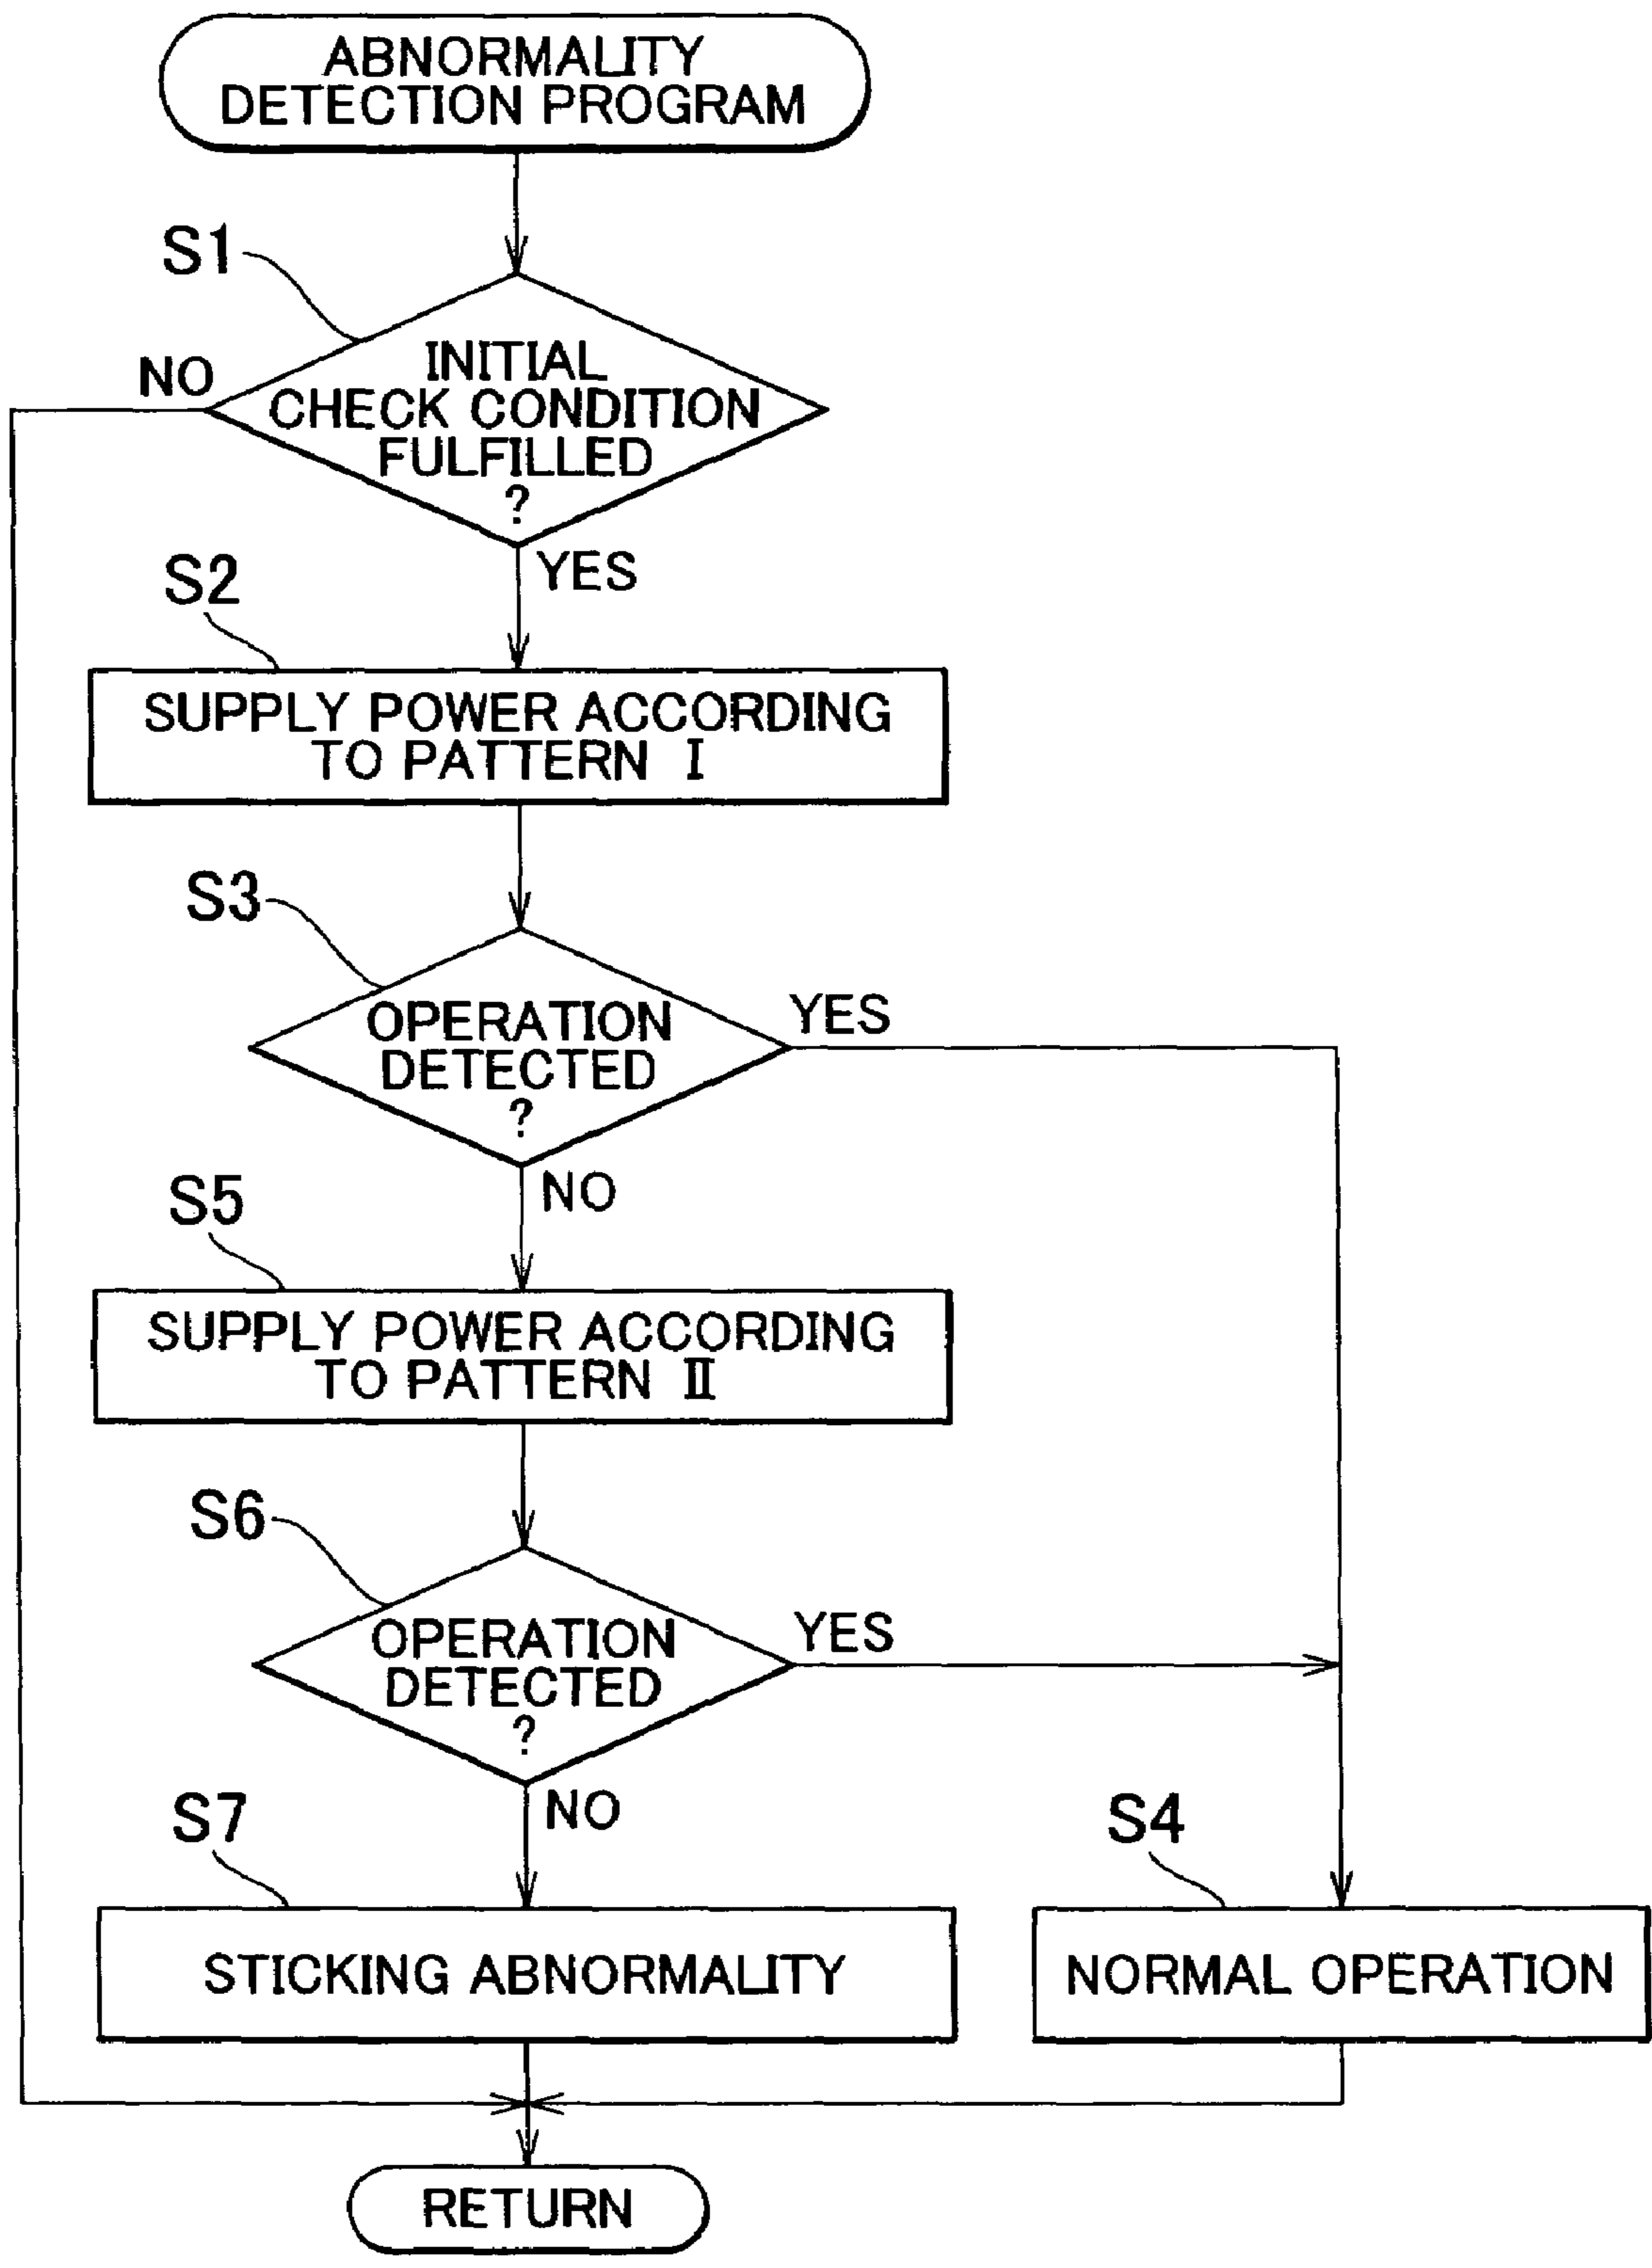 ABNORMALITY
DETECTION PROGRAM
S1
NO
INITIAL
CHECK CONDITION
FULFILLED
?
YES
S2
SUPPLY POWER ACCORDING
TO PATTERN I
S3
OPERATION
DETECTED
?
YES
NO
S5
SUPPLY POWER ACCORDING
TO PATTERN II
S6
OPERATION
DETECTED
?
YES
NO
S7
STICKING ABNORMALITY
S4
NORMAL OPERATION
RETURN